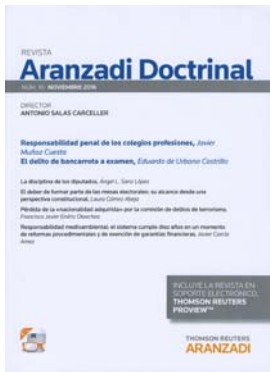 REVISTA
Aranzadi Doctrinal
NÚM. 10 NOVIEMBRE 2016
DIRECTOR
ANTONIO SALAS CARCELLER
Responsabilidad penal de los colegios profesiones, Javier
Muñoz Cuesta
El delito de bancarrota a examen, Eduardo de Urbano Castrillo
La disciplina de los diputados, Ángel L. Sanz López
El deber de formar parte de las mesas electorales: su alcance desde una
perspectiva constitucional, Laura Gómez Abeja
Pérdida de la «nacionalidad adquirida» por la comisión de delitos de terrorismo,
Francisco Javier
Responsabilidad medioambiental: el sistema cumple diez años en un momento
de reformas procedimentales y de exención de garantías financieras, Javier García
Amez
INCLUYE LA REVISTA EN
SOPORTE ELECTRÓNICO,
THOMSON REUTERS
PROVIEW™
THOMSON REUTERS
ARANZADI